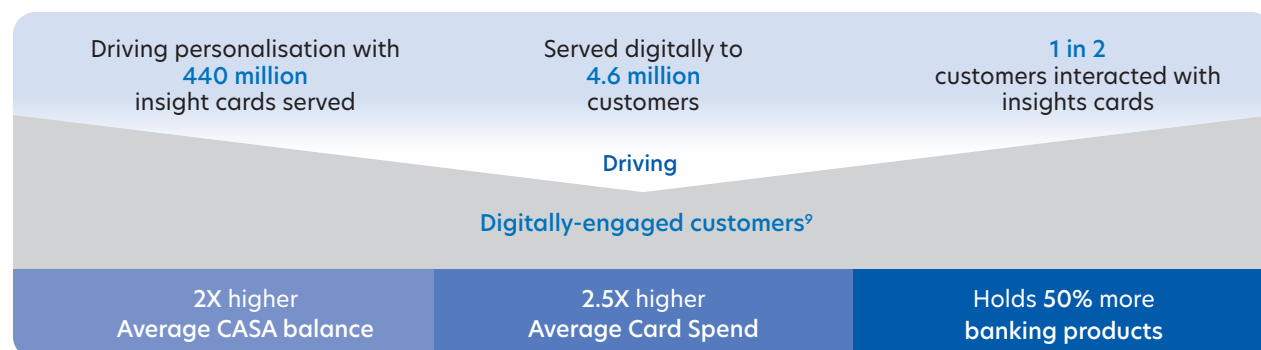 Driving personalisation with
440 million
insight cards served
Served digitally to
4.6 million
customers
1 in 2
customers interacted with
insights cards
Driving
Digitally-engaged customers⁹
2X higher
Average CASA balance
2.5X higher
Average Card Spend
Holds 50% more
banking products